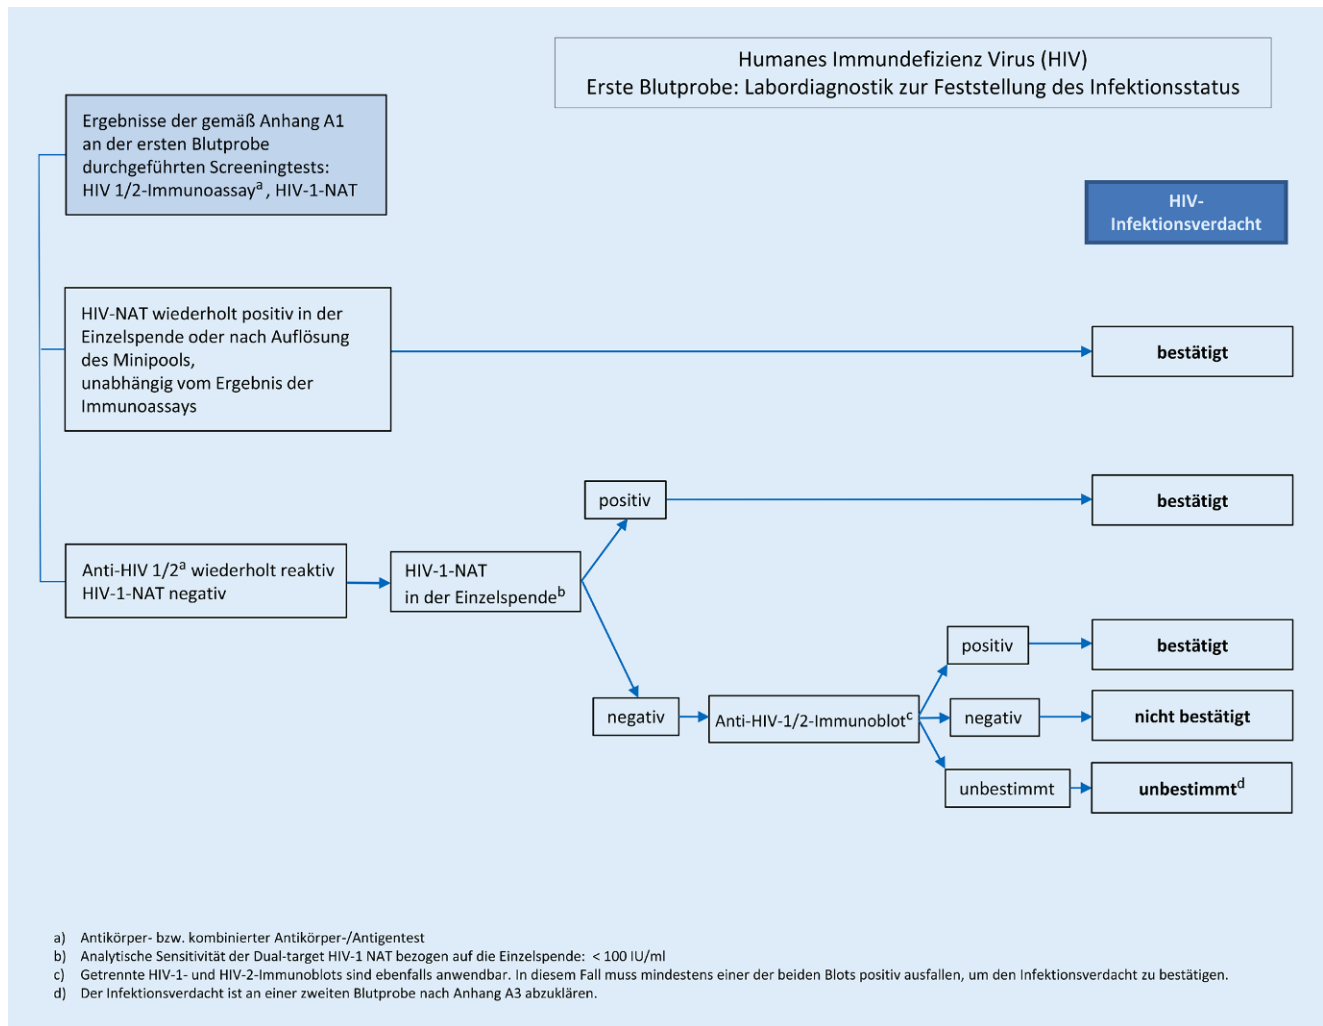 Humanes Immundefizienz Virus (HIV)
Erste Blutprobe: Labordiagnostik zur Feststellung des Infektionsstatus
Ergebnisse der gemäß Anhang A1
an der ersten Blutprobe
durchgeführten Screeningtests:
HIV 1/2-Immunoassayᵃ , HIV-1-NAT
HIV-
Infektionsverdacht
HIV-NAT wiederholt positiv in der
Einzelspende oder nach Auflösung
des Minipools,
unabhängig vom Ergebnis der
Immunoassays
bestätigt
positiv
bestätigt
Anti-HIV 1/2ᵃ wiederholt reaktiv
HIV-1-NAT negativ
HIV-1-NAT
in der Einzelspendeᵇ
positiv
bestätigt
negativ
Anti-HIV-1/2-Immunoblotᶜ
negativ
nicht bestätigt
unbestimmt
unbestimmtᵈ
a) Antikörper- bzw. kombinierter Antikörper-/Antigentest
b) Analytische Sensitivität der Dual-target HIV-1 NAT bezogen auf die Einzelspende: < 100 IU/ml
c) Getrennte HIV-1- und HIV-2-Immunoblots sind ebenfalls anwendbar. In diesem Fall muss mindestens einer der beiden Blots positiv ausfallen, um den Infektionsverdacht zu bestätigen.
d) Der Infektionsverdacht ist an einer zweiten Blutprobe nach Anhang A3 abzuklären.